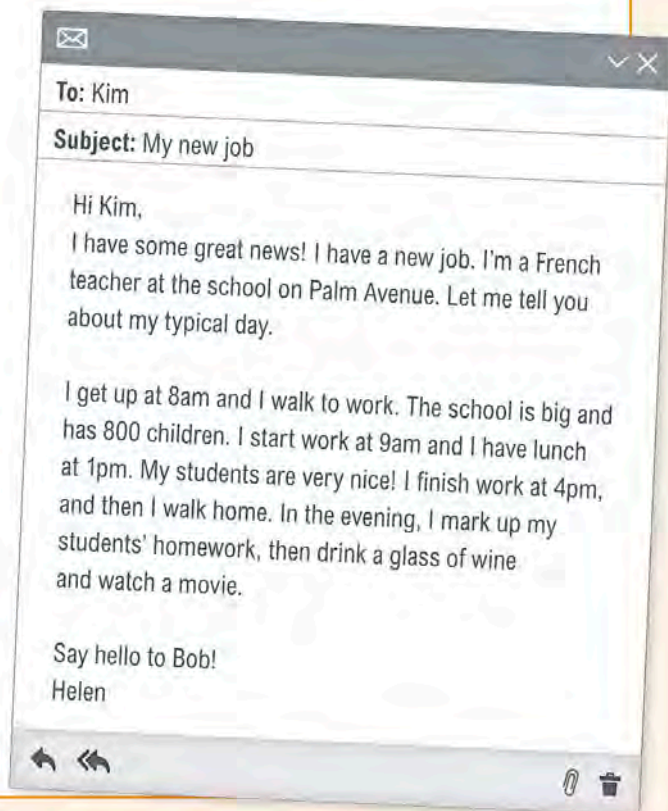 To: Kim
Subject: My new job
Hi Kim,
I have some great news! I have a new job. I'm a French
teacher at the school on Palm Avenue. Let me tell you
about my typical day.
I get up at 8am and I walk to work. The school is big and
has 800 children. I start work at 9am and I have lunch
at 1pm. My students are very nice! I finish work at 4pm,
and then I walk home. In the evening, I mark up my
students' homework, then drink a glass of wine
and watch a movie.
Say hello to Bob!
Helen